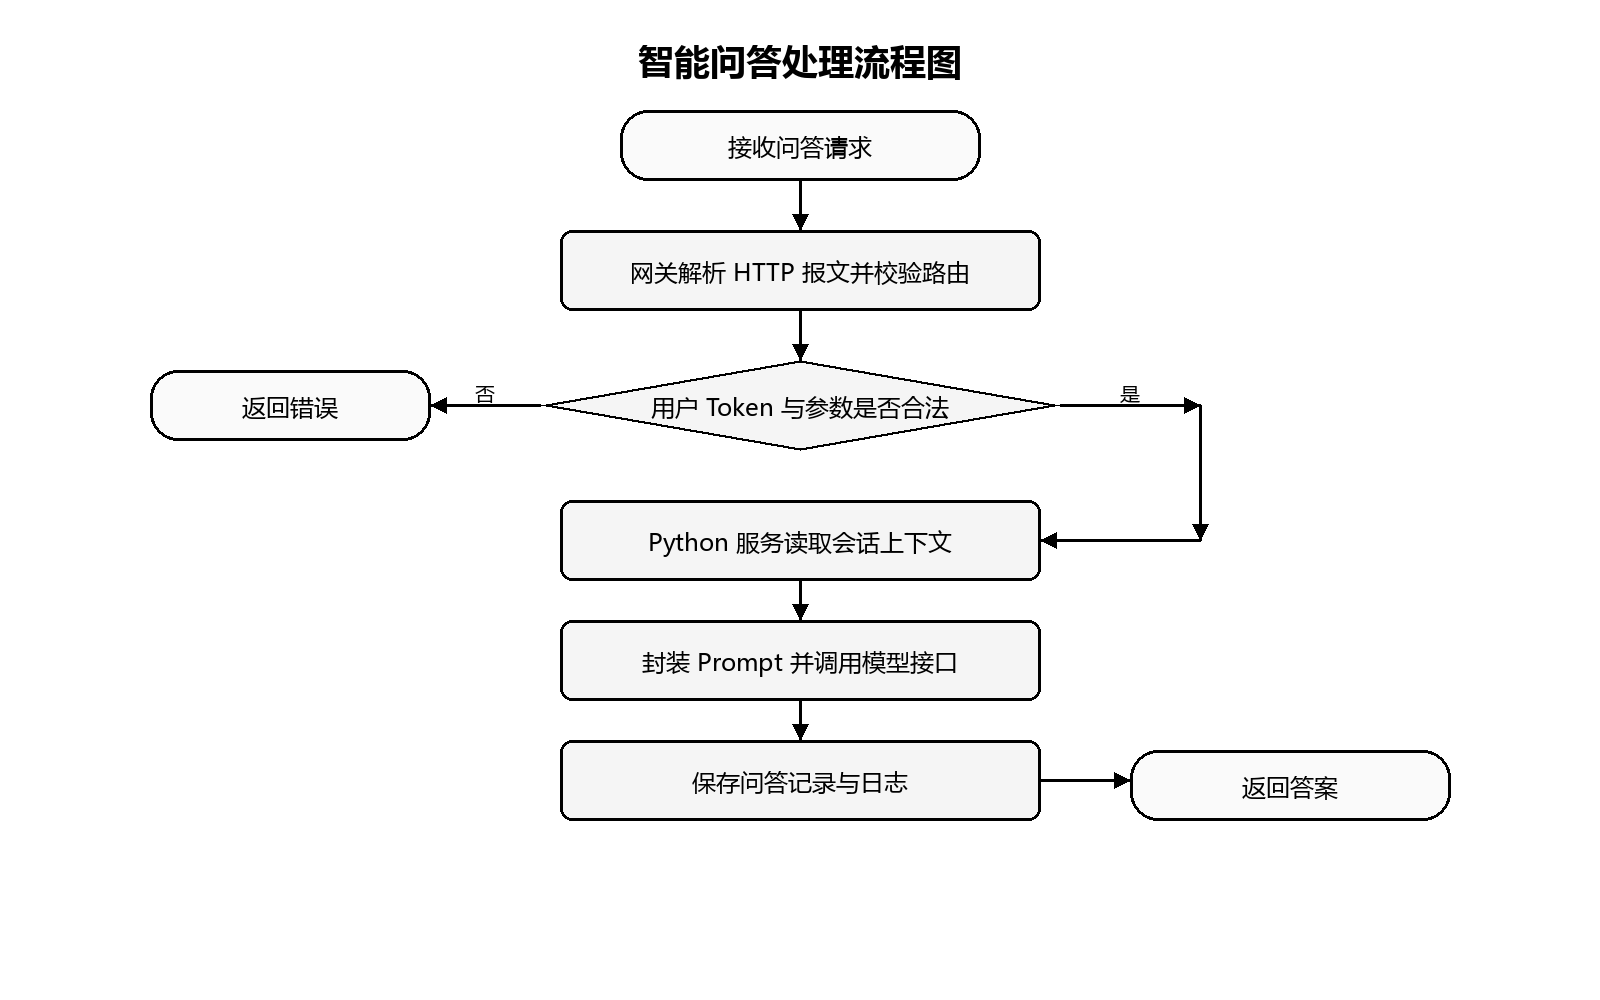 智能问答处理流程图
接收问答请求
网关解析 HTTP 报文并校验路由
用户 Token 与参数是否合法
否
是
返回错误
Python 服务读取会话上下文
封装 Prompt 并调用模型接口
保存问答记录与日志
返回答案